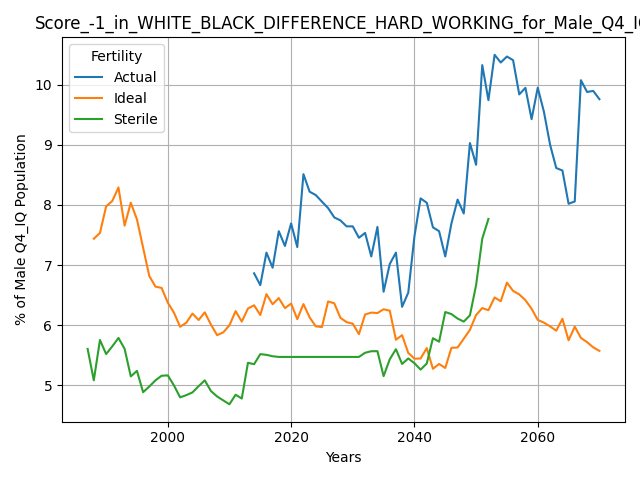 Score_-1_in_WHITE_BLACK_DIFFERENCE_HARD_WORKING_for_Male_Q4_IQ
Fertility
Actual
Ideal
Sterile
% of Male Q4_IQ Population
10
9
8
7
6
5
2000 2020 2040 2060
Years